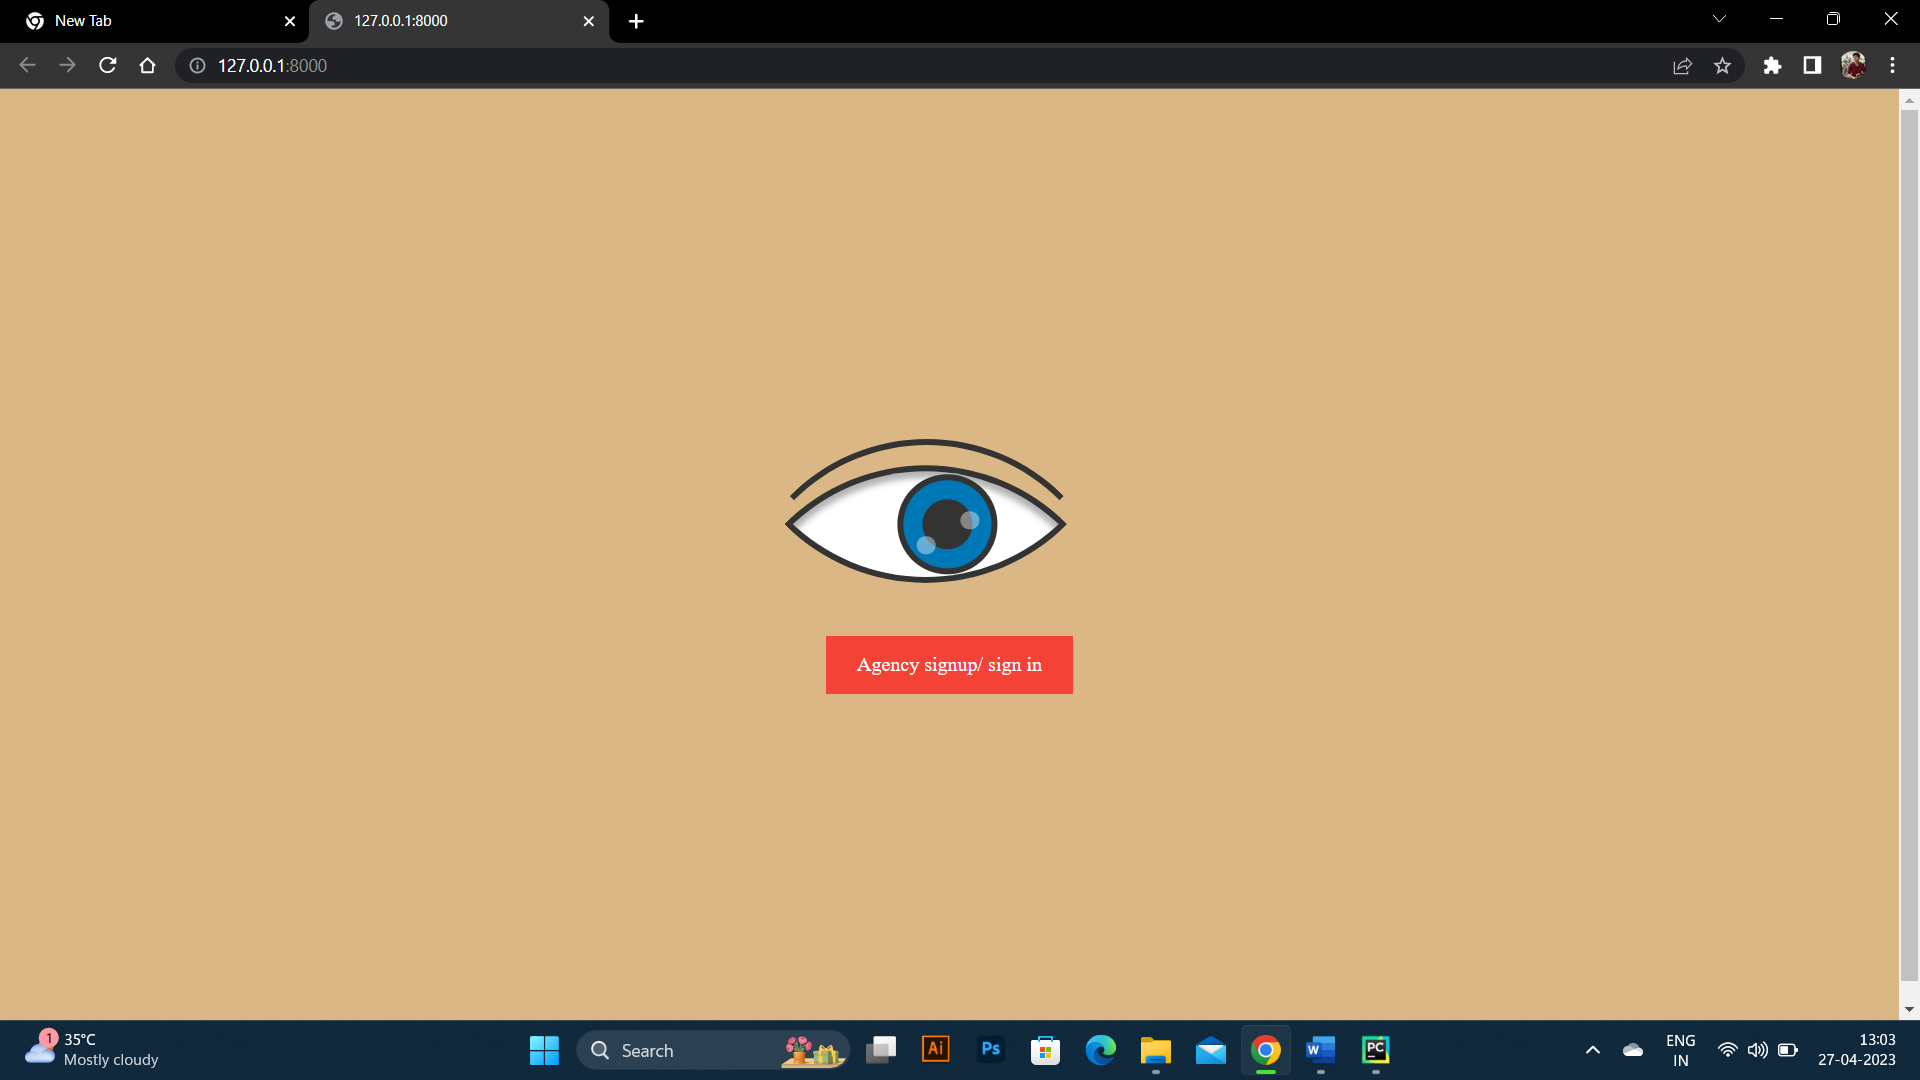 New Tab
127.0.0.1:8000
127.0.0.1:8000
Agency signup/ sign in
1
35°C
Mostly cloudy
Search
Ai
Ps
W
PC
ENG
IN
13:03
27-04-2023